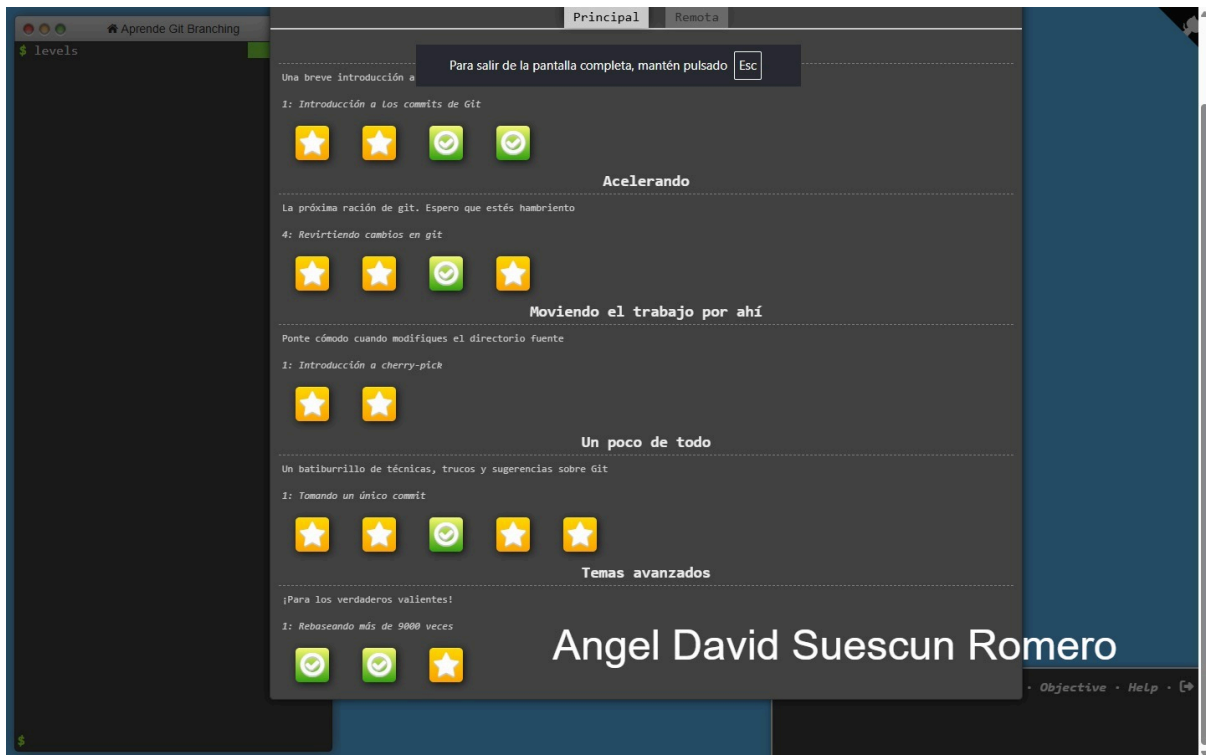 Principal Remota
Aprende Git Branching
$ levels
Para salir de la pantalla completa, mantén pulsado Esc
Una breve introducción a
1: Introducción a los commits de Git
Acelerando
La próxima ración de git. Espero que estés hambriento
4: Revirtiendo cambios en git
Moviendo el trabajo por ahí
Ponte cómodo cuando modifiques el directorio fuente
1: Introducción a cherry-pick
Un poco de todo
Un batiburrillo de técnicas, trucos y sugerencias sobre Git
1: Tomando un único commit
Temas avanzados
¡Para los verdaderos valientes!
1: Rebaseando más de 9000 veces
Angel David Suescun Romero
· Objective · Help ·
$